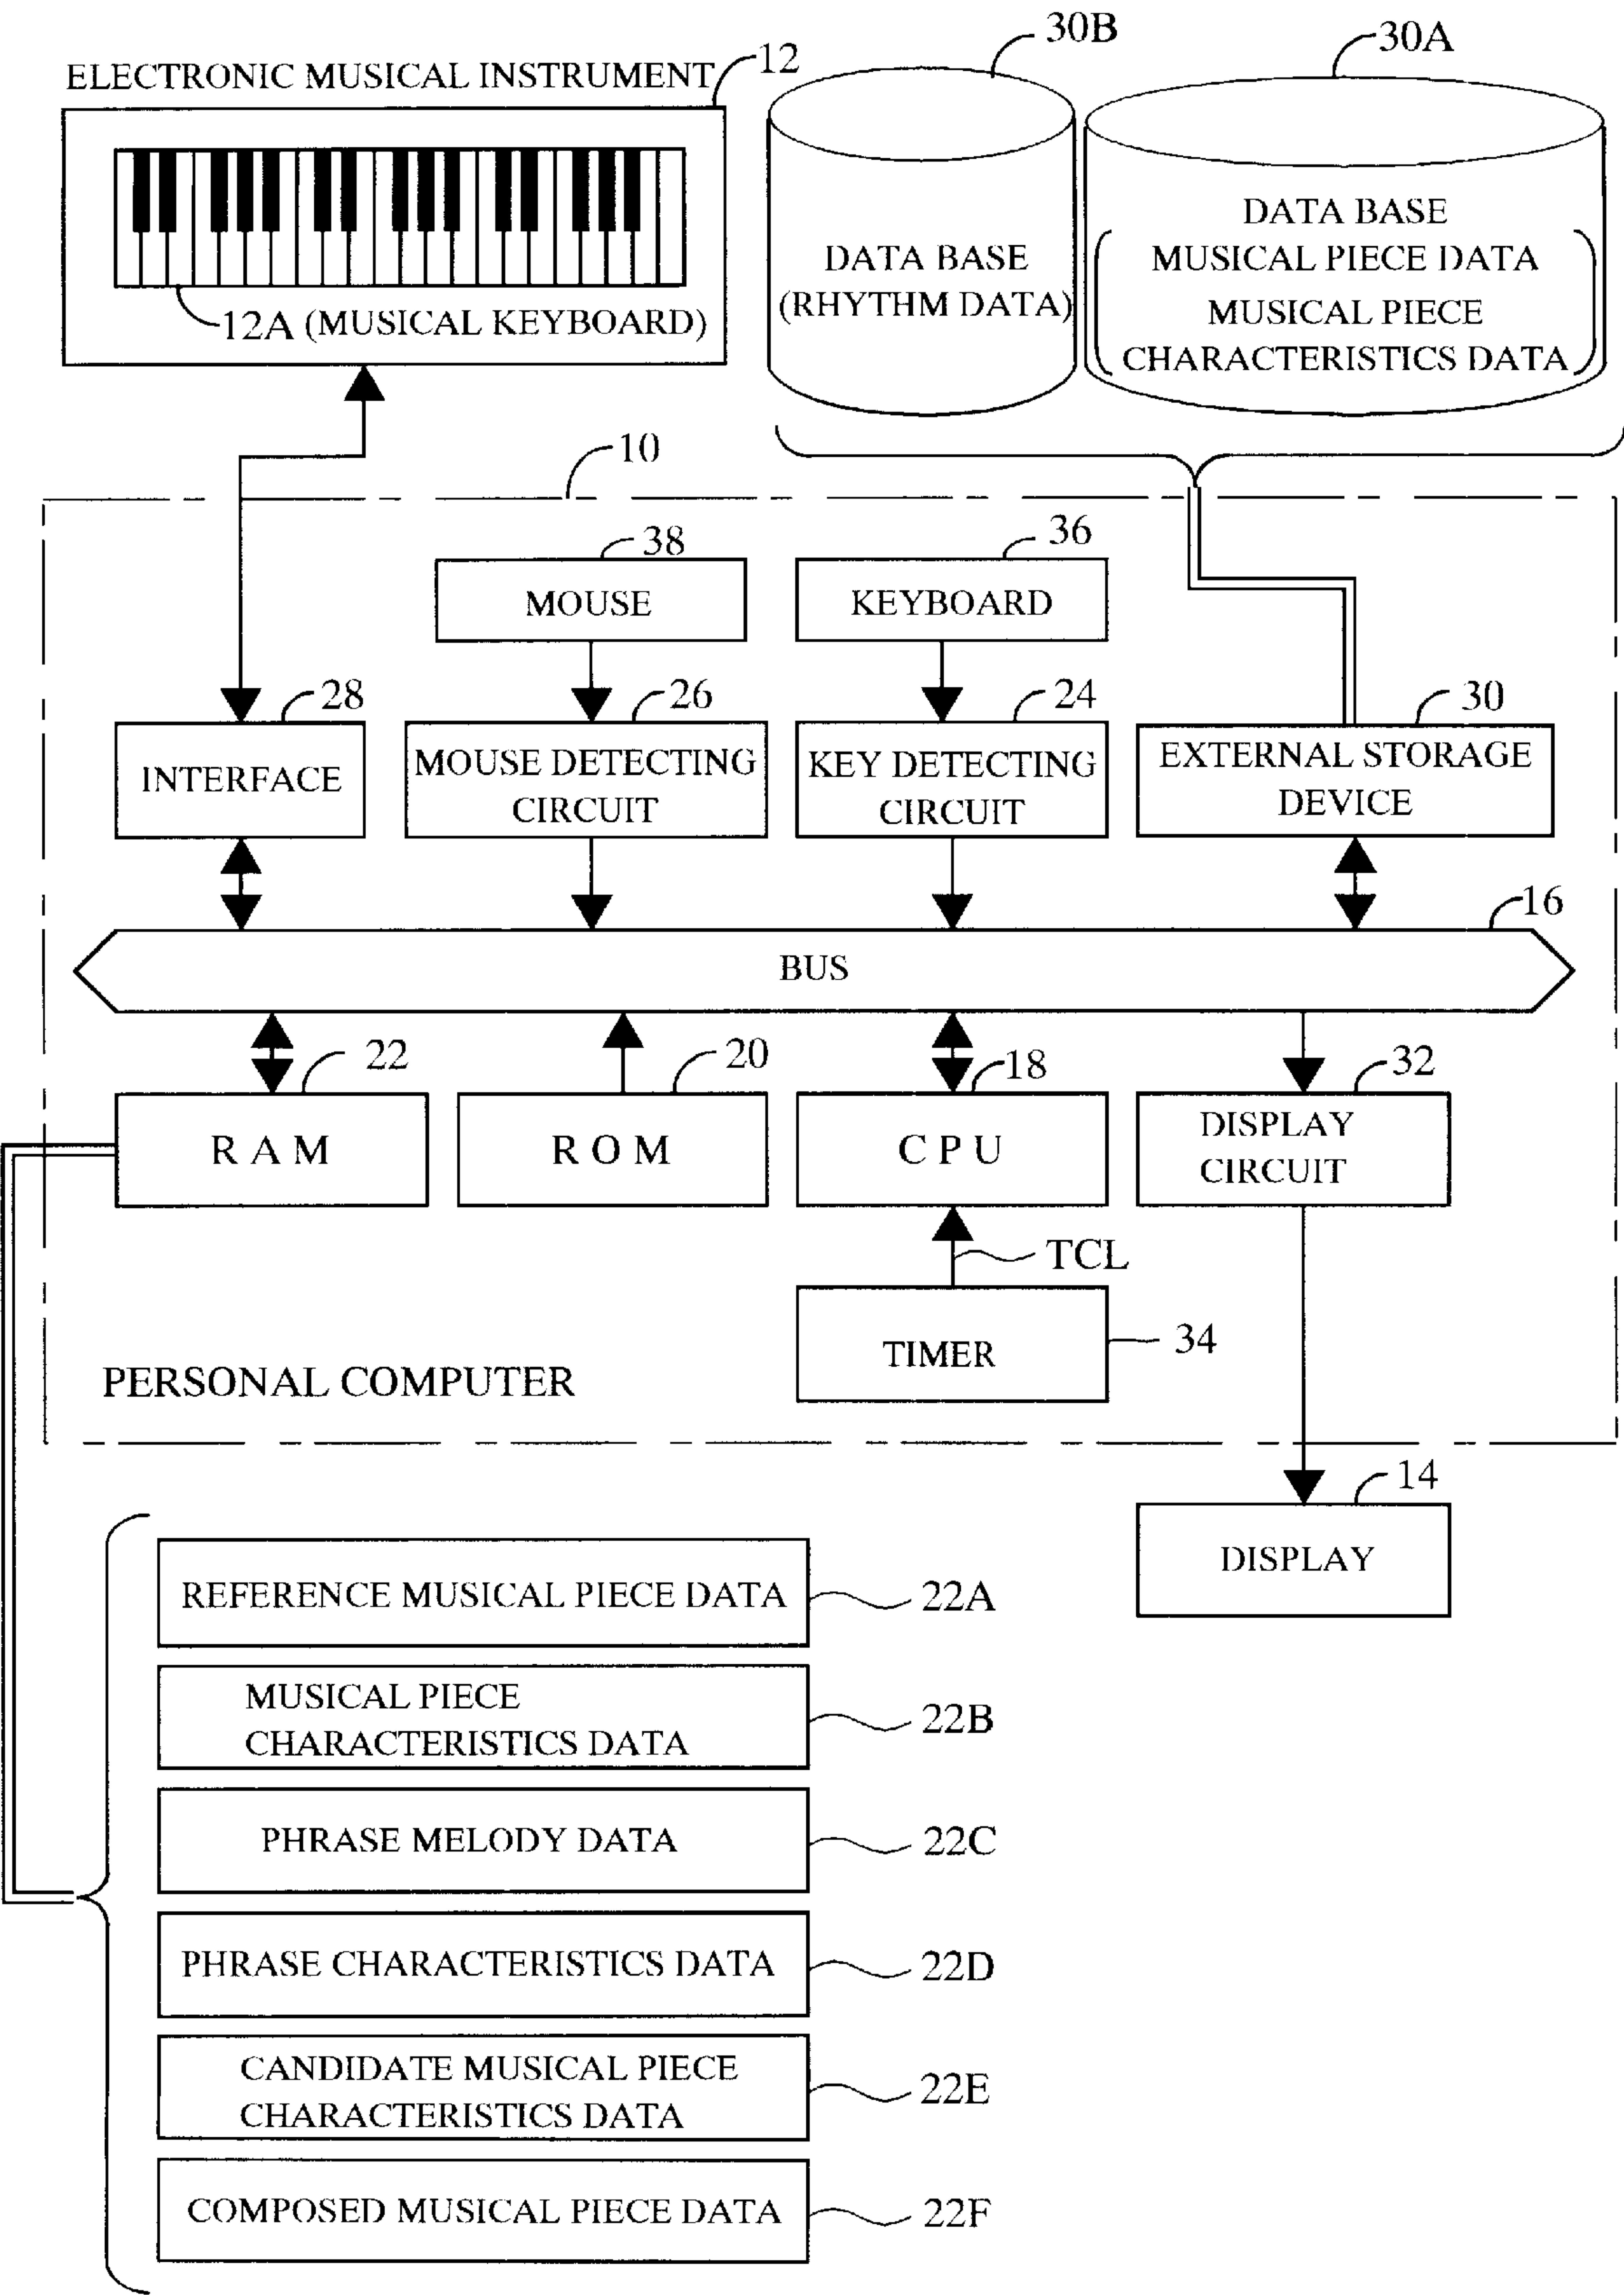 30B
30A
ELECTRONIC MUSICAL INSTRUMENT
12
DATA BASE
(RHYTHM DATA)
DATA BASE
MUSICAL PIECE DATA
MUSICAL PIECE
CHARACTERISTICS DATA
12A (MUSICAL KEYBOARD)
10
38
MOUSE
36
KEYBOARD
28
INTERFACE
26
MOUSE DETECTING
CIRCUIT
24
KEY DETECTING
CIRCUIT
30
EXTERNAL STORAGE
DEVICE
16
BUS
22
RAM
20
ROM
18
CPU
32
DISPLAY
CIRCUIT
TCL
TIMER
34
PERSONAL COMPUTER
14
DISPLAY
REFERENCE MUSICAL PIECE DATA
22A
MUSICAL PIECE
CHARACTERISTICS DATA
22B
PHRASE MELODY DATA
22C
PHRASE CHARACTERISTICS DATA
22D
CANDIDATE MUSICAL PIECE
CHARACTERISTICS DATA
22E
COMPOSED MUSICAL PIECE DATA
22F